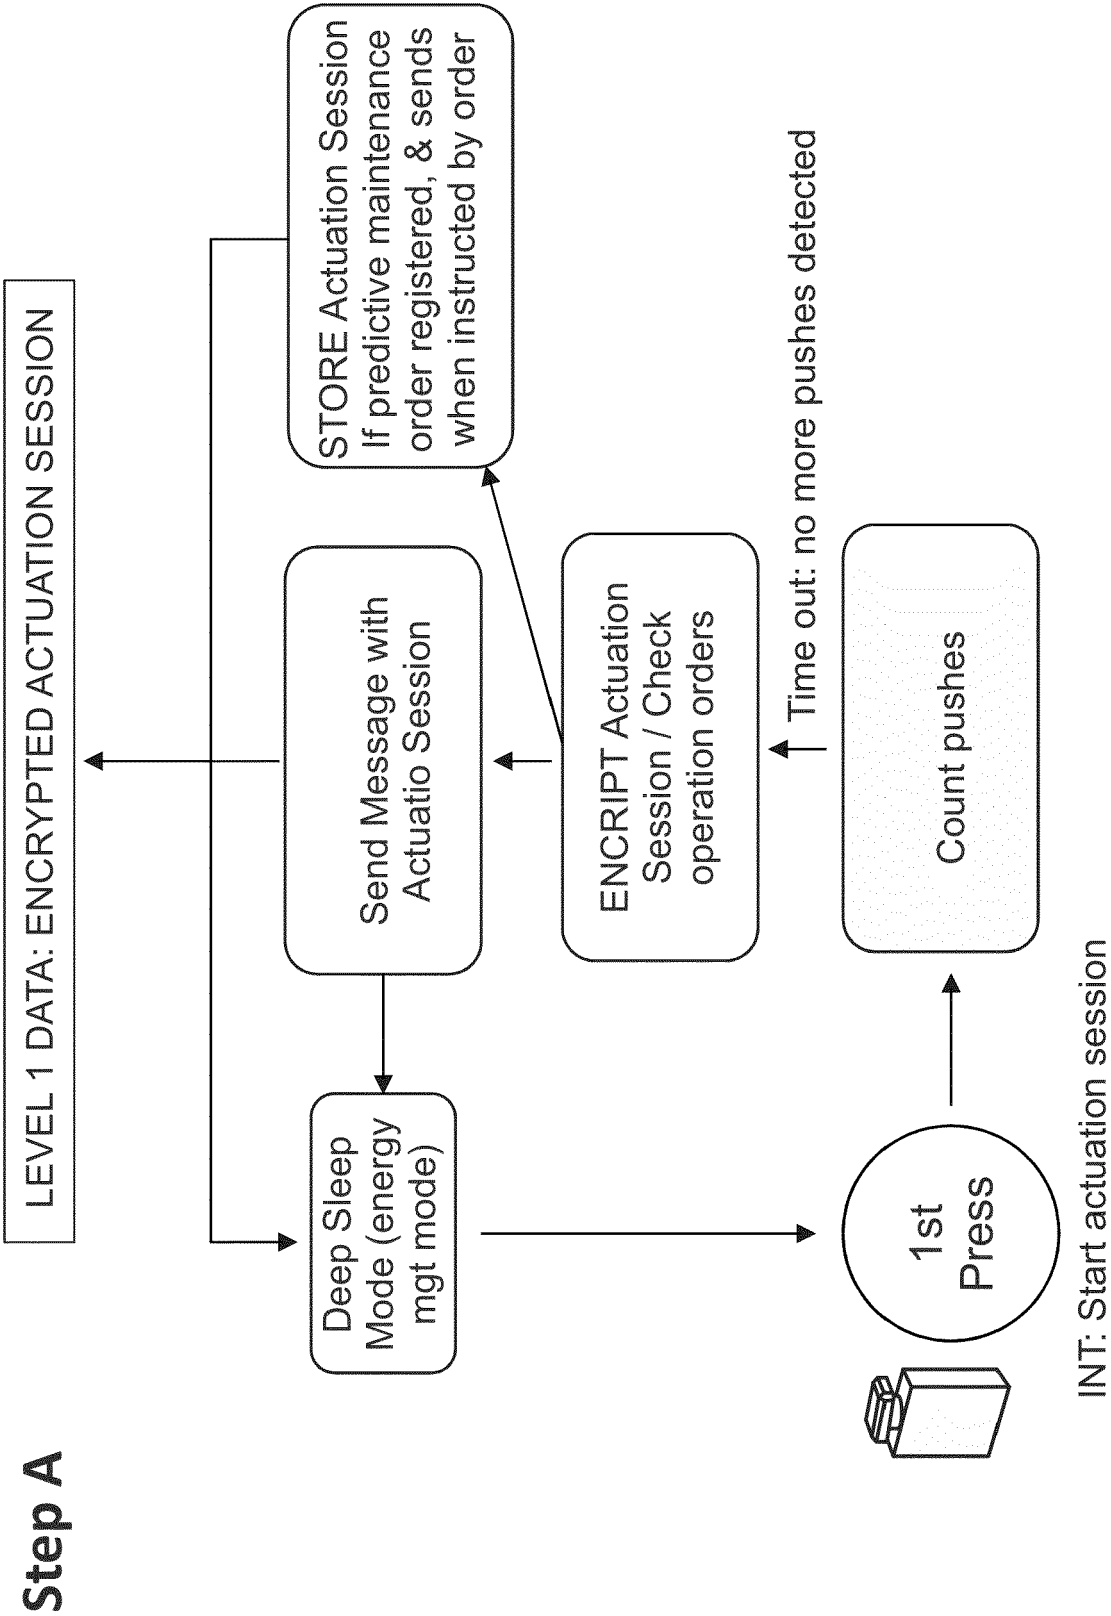 Step A
LEVEL 1 DATA: ENCRYPTED ACTUATION SESSION
Deep Sleep
Mode (energy
mgt mode)
Send Message with
Actuatio Session
STORE Actuation Session
If predictive maintenance
order registered, & sends
when instructed by order
ENCRIPT Actuation
Session / Check
operation orders
Time out: no more pushes detected
1st
Press
Count pushes
INT: Start actuation session